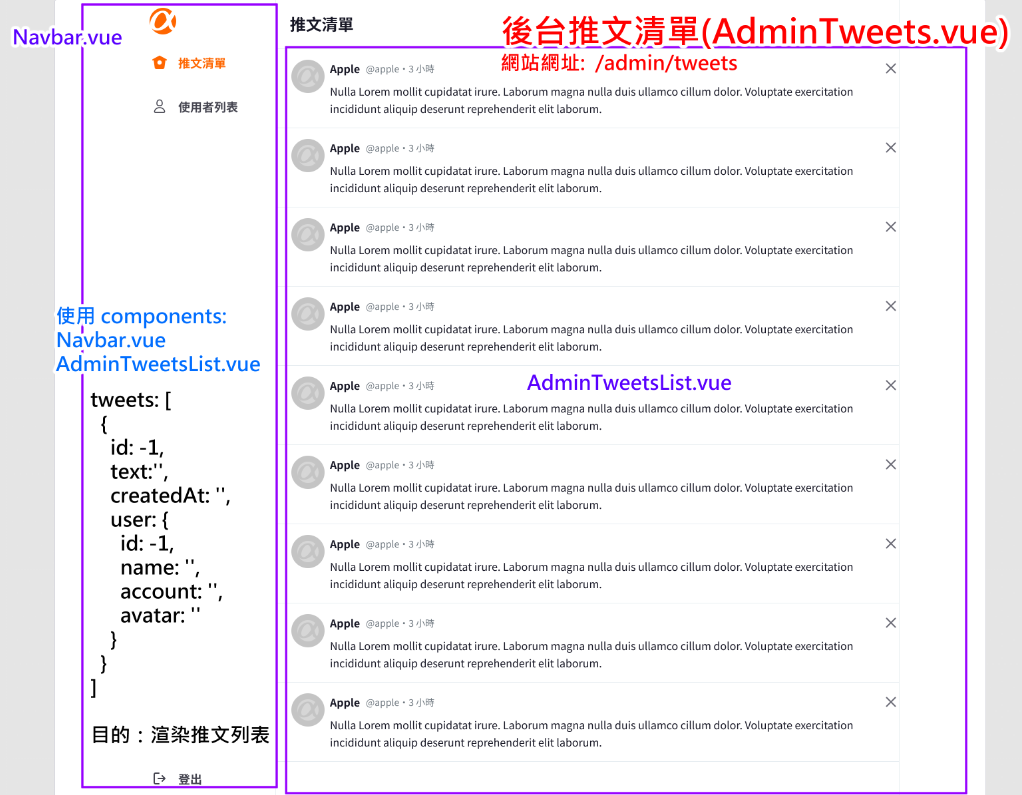 Navbar.vue
推文清單
使用者列表
使用 components:
Navbar.vue
AdminTweetsList.vue
tweets: [
{
id: -1,
text:'',
createdAt: '',
user: {
id: -1,
name: '',
account: '',
avatar: ''
}
}
]
目的：渲染推文列表
登出
推文清單
後台推文清單(AdminTweets.vue)
網站網址: /admin/tweets
Apple @apple・3 小時
Nulla Lorem mollit cupidatat irure. Laborum magna nulla duis ullamco cillum dolor. Voluptate exercitation
incididunt aliquip deserunt reprehenderit elit laborum.
Apple @apple・3 小時
Nulla Lorem mollit cupidatat irure. Laborum magna nulla duis ullamco cillum dolor. Voluptate exercitation
incididunt aliquip deserunt reprehenderit elit laborum.
Apple @apple・3 小時
Nulla Lorem mollit cupidatat irure. Laborum magna nulla duis ullamco cillum dolor. Voluptate exercitation
incididunt aliquip deserunt reprehenderit elit laborum.
Apple @apple・3 小時
Nulla Lorem mollit cupidatat irure. Laborum magna nulla duis ullamco cillum dolor. Voluptate exercitation
incididunt aliquip deserunt reprehenderit elit laborum.
Apple @apple・3 小時
AdminTweetsList.vue
Nulla Lorem mollit cupidatat irure. Laborum magna nulla duis ullamco cillum dolor. Voluptate exercitation
incididunt aliquip deserunt reprehenderit elit laborum.
Apple @apple・3 小時
Nulla Lorem mollit cupidatat irure. Laborum magna nulla duis ullamco cillum dolor. Voluptate exercitation
incididunt aliquip deserunt reprehenderit elit laborum.
Apple @apple・3 小時
Nulla Lorem mollit cupidatat irure. Laborum magna nulla duis ullamco cillum dolor. Voluptate exercitation
incididunt aliquip deserunt reprehenderit elit laborum.
Apple @apple・3 小時
Nulla Lorem mollit cupidatat irure. Laborum magna nulla duis ullamco cillum dolor. Voluptate exercitation
incididunt aliquip deserunt reprehenderit elit laborum.
Apple @apple・3 小時
Nulla Lorem mollit cupidatat irure. Laborum magna nulla duis ullamco cillum dolor. Voluptate exercitation
incididunt aliquip deserunt reprehenderit elit laborum.